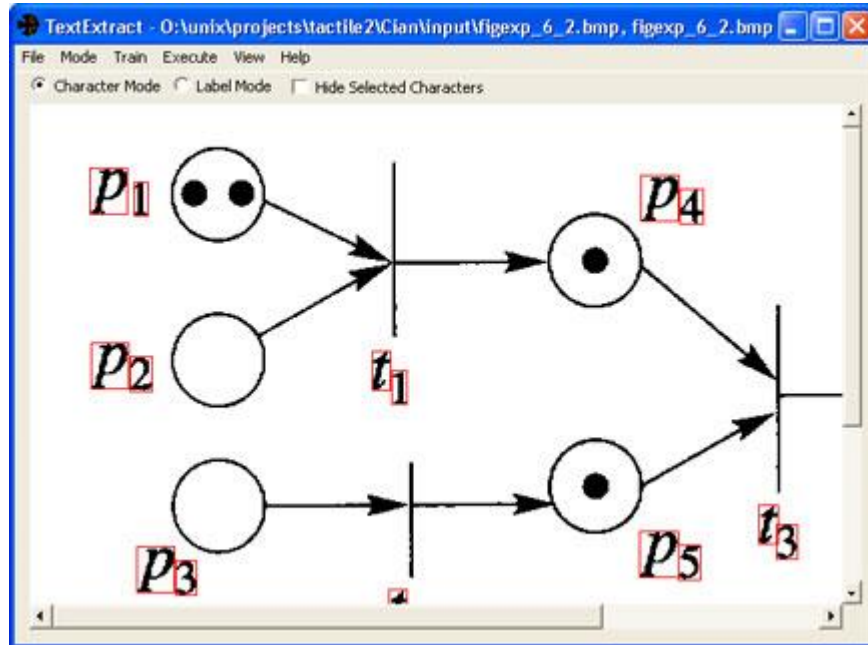 TextExtract - O:\unix\projects\tactile2\Cian\input\figexp_6_2.bmp, figexp_6_2.bmp
File Mode Train Execute View Help
Character Mode Label Mode Hide Selected Characters
p1
p4
p2
t1
p3
p5
t3